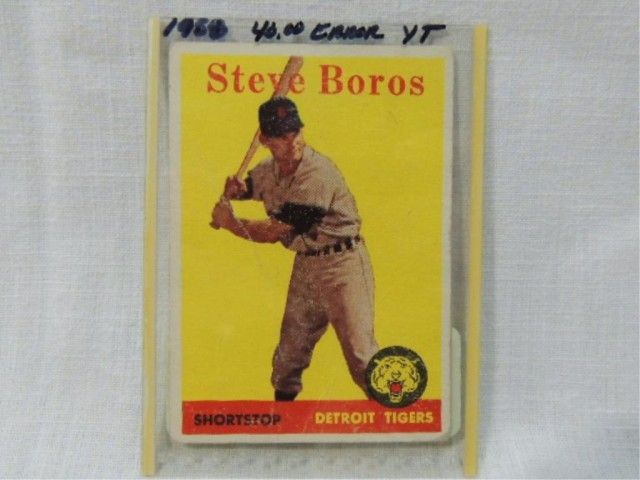 1958 40.00 ERROR YT
Steve Boros
SHORTSTOP DETROIT TIGERS